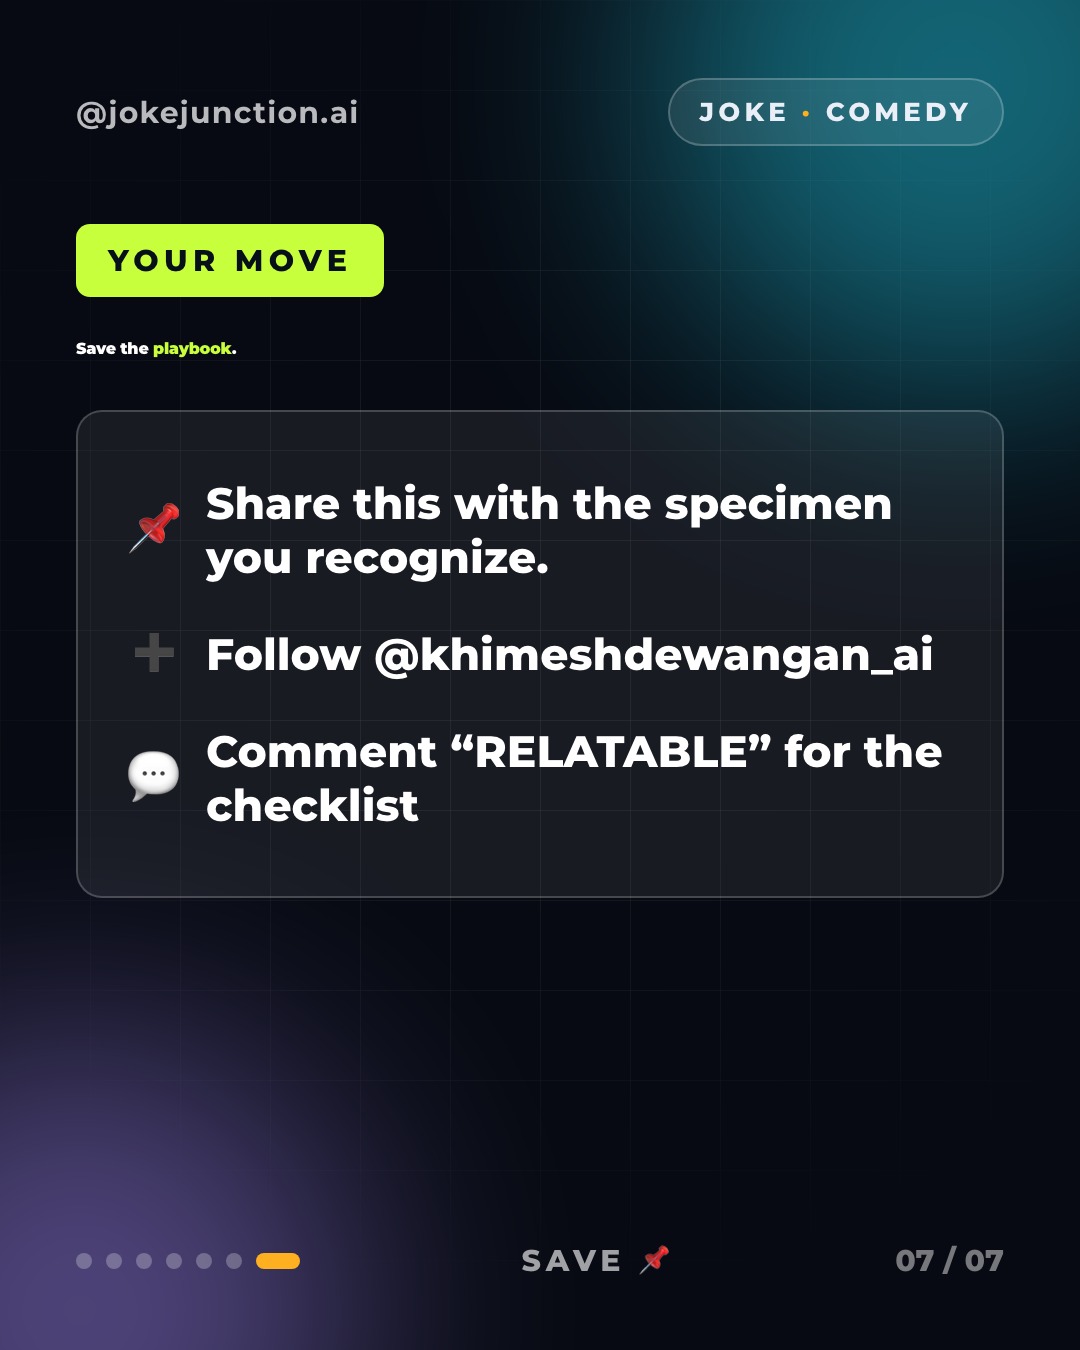 @jokejunction.ai
JOKE • COMEDY
YOUR MOVE
Save the playbook.
📌 Share this with the specimen
you recognize.
➕ Follow @khimeshdewangan_ai
💬 Comment “RELATABLE” for the
checklist
SAVE 📌
07 / 07